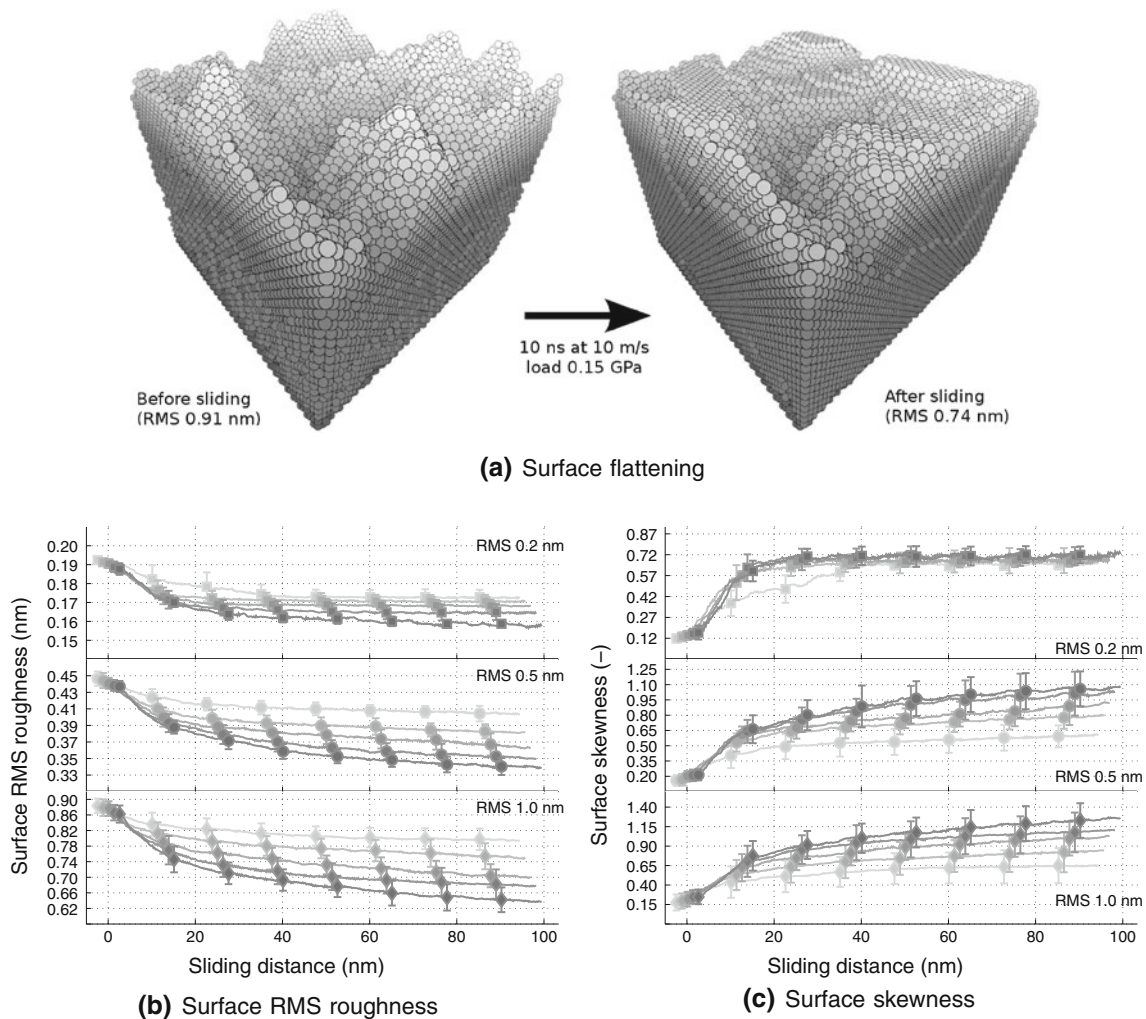 Before sliding
(RMS 0.91 nm)
10 ns at 10 m/s
load 0.15 GPa
After sliding
(RMS 0.74 nm)
(a) Surface flattening
Surface RMS roughness (nm)
0.20
0.19
0.18
0.17
0.16
0.15
RMS 0.2 nm
0.45
0.43
0.41
0.39
0.37
0.35
0.33
RMS 0.5 nm
0.90
0.86
0.82
0.78
0.74
0.70
0.66
0.62
RMS 1.0 nm
0 20 40 60 80 100
Sliding distance (nm)
(b) Surface RMS roughness
Surface skewness (−)
0.87
0.72
0.57
0.42
0.27
0.12
RMS 0.2 nm
1.25
1.10
0.95
0.80
0.65
0.50
0.35
0.20
RMS 0.5 nm
1.40
1.15
0.90
0.65
0.40
0.15
RMS 1.0 nm
0 20 40 60 80 100
Sliding distance (nm)
(c) Surface skewness